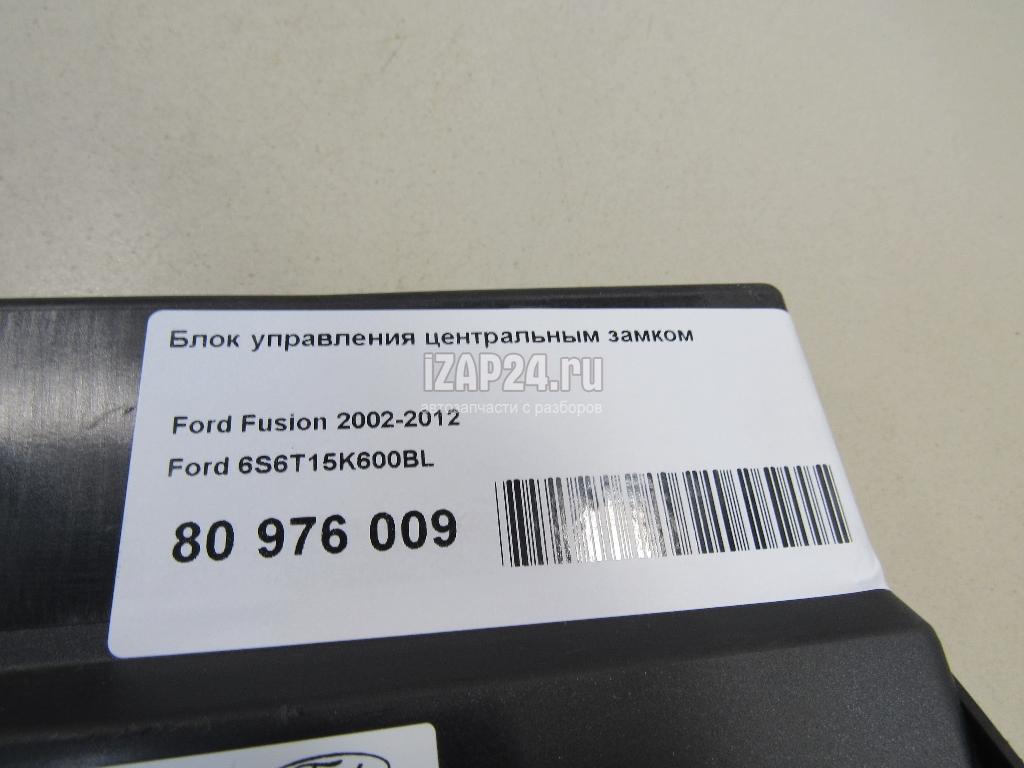 Блок управления центральным замком
iZAP24.ru
автозапчасти с разборов
Ford Fusion 2002-2012
Ford 6S6T15K600BL
80 976 009